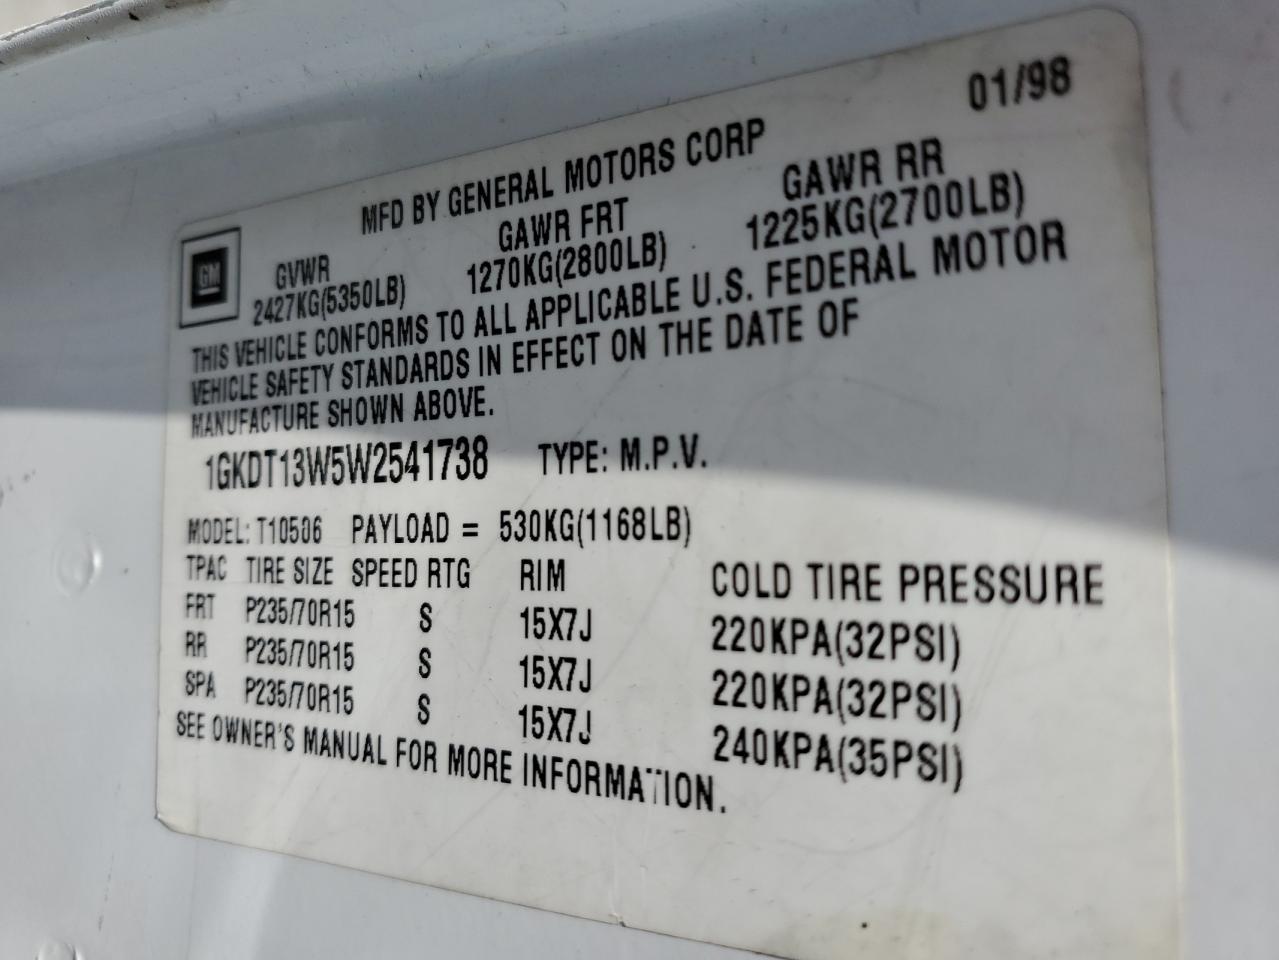 01/98
MFD BY GENERAL MOTORS CORP
GM
GVWR GAWR FRT GAWR RR
2427KG(5350LB) 1270KG(2800LB) 1225KG(2700LB)
THIS VEHICLE CONFORMS TO ALL APPLICABLE U.S. FEDERAL MOTOR
VEHICLE SAFETY STANDARDS IN EFFECT ON THE DATE OF
MANUFACTURE SHOWN ABOVE.
1GKDT13W5W2541738 TYPE: M.P.V.
MODEL: T10506 PAYLOAD = 530KG(1168LB)
TPAC TIRE SIZE SPEED RTG RIM COLD TIRE PRESSURE
FRT P235/70R15 S 15X7J 220KPA(32PSI)
RR P235/70R15 S 15X7J 220KPA(32PSI)
SPA P235/70R15 S 15X7J 240KPA(35PSI)
SEE OWNER'S MANUAL FOR MORE INFORMATION.